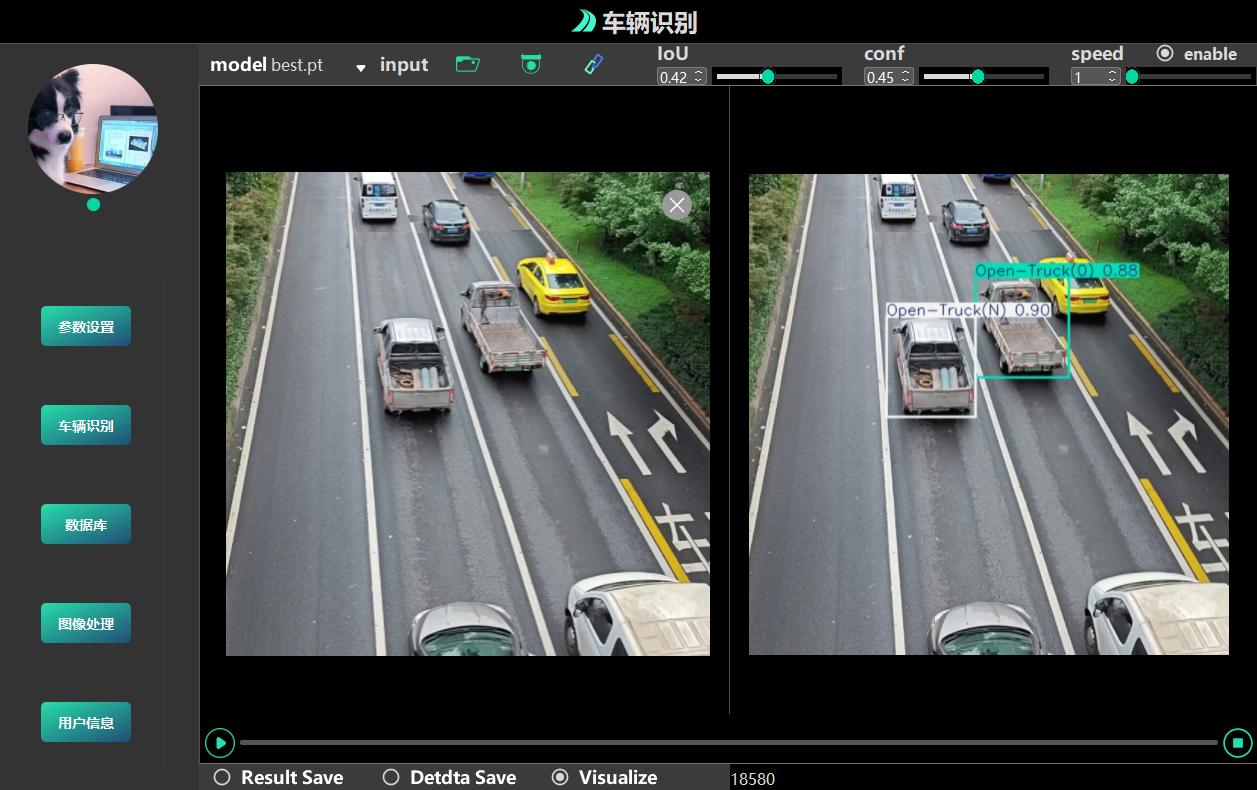 车辆识别
model best.pt
input
IoU
0.42
conf
0.45
speed
1
enable
参数设置
车辆识别
数据库
图像处理
用户信息
Open-Truck(O) 0.88
Open-Truck(N) 0.90
Result Save
Detdta Save
Visualize
18580